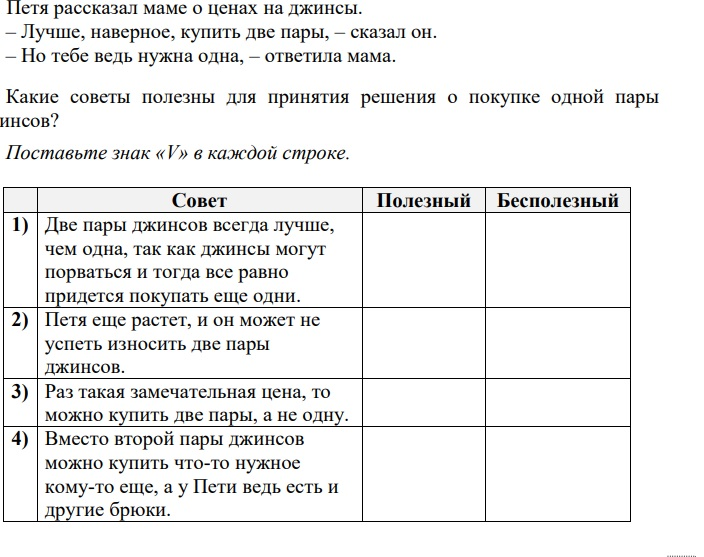 Петя рассказал маме о ценах на джинсы.
– Лучше, наверное, купить две пары, – сказал он.
– Но тебе ведь нужна одна, – ответила мама.
Какие советы полезны для принятия решения о покупке одной пары
инсов?
Поставьте знак «V» в каждой строке.
Совет Полезный Бесполезный
1) Две пары джинсов всегда лучше,
чем одна, так как джинсы могут
порваться и тогда все равно
придется покупать еще одни.
2) Петя еще растет, и он может не
успеть износить две пары
джинсов.
3) Раз такая замечательная цена, то
можно купить две пары, а не одну.
4) Вместо второй пары джинсов
можно купить что-то нужное
кому-то еще, а у Пети ведь есть и
другие брюки.